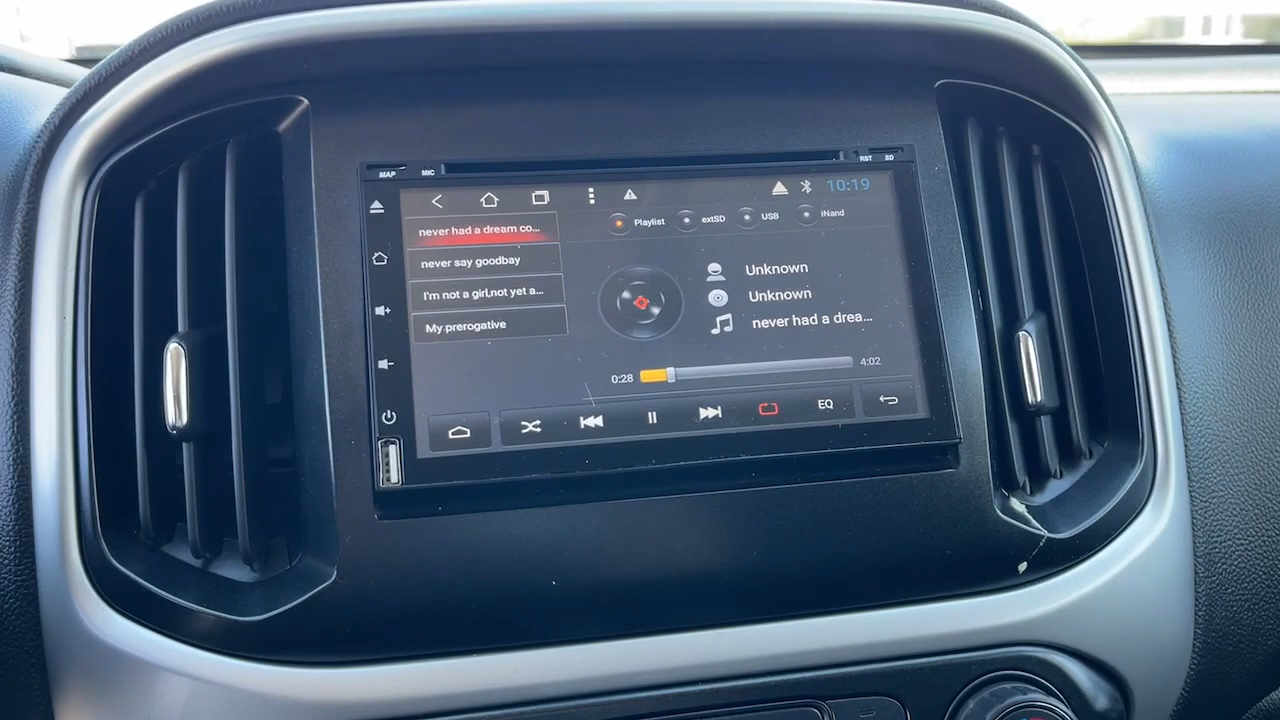 MAP
MIC
RST
SD
10:19
never had a dream co...
never say goodbay
I'm not a girl,not yet a...
My prerogative
Playlist
extSD
USB
iNand
Unknown
Unknown
never had a drea...
0:28
4:02
EQ